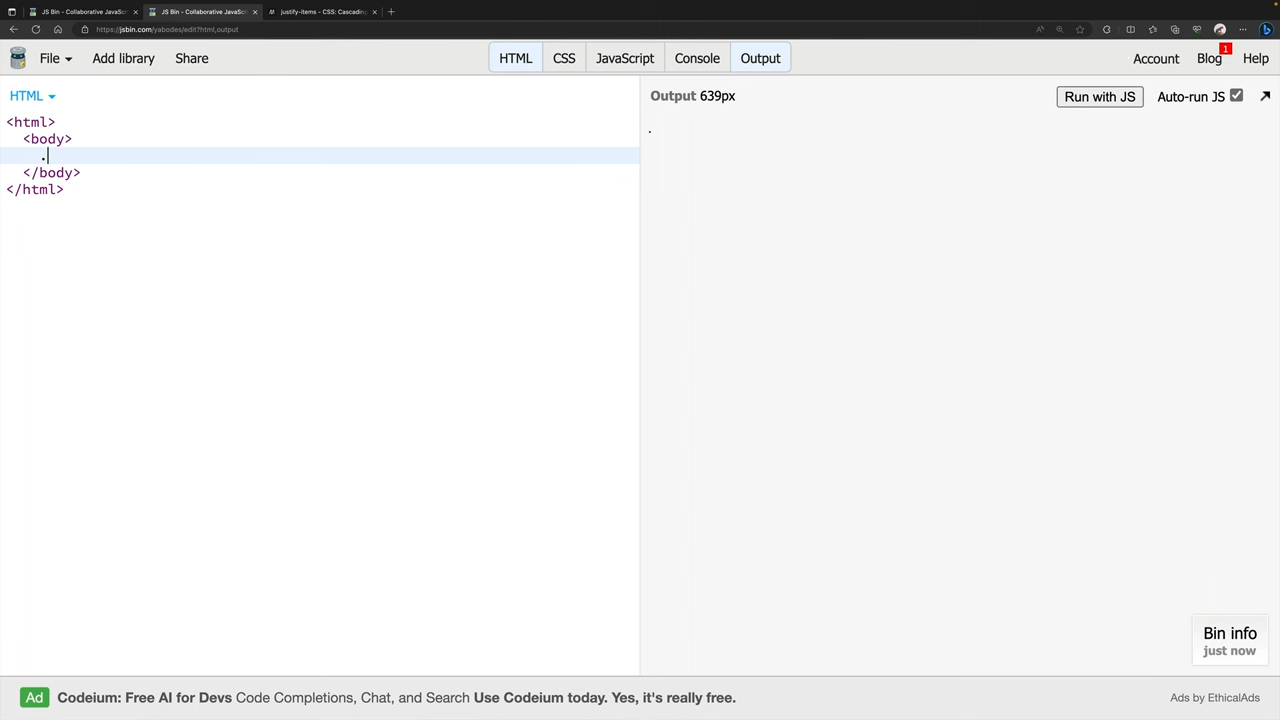 JS Bin - Collaborative JavaScri
JS Bin - Collaborative JavaScri
justify-items - CSS: Cascading
https://jsbin.com/yabodes/edit?html,output
File
Add library
Share
HTML
CSS
JavaScript
Console
Output
Account
Blog
1
Help
HTML
Output 639px
Run with JS
Auto-run JS
<html>
<body>
.
</body>
</html>
.
Bin info
just now
Ad
Codeium: Free AI for Devs Code Completions, Chat, and Search Use Codeium today. Yes, it's really free.
Ads by EthicalAds